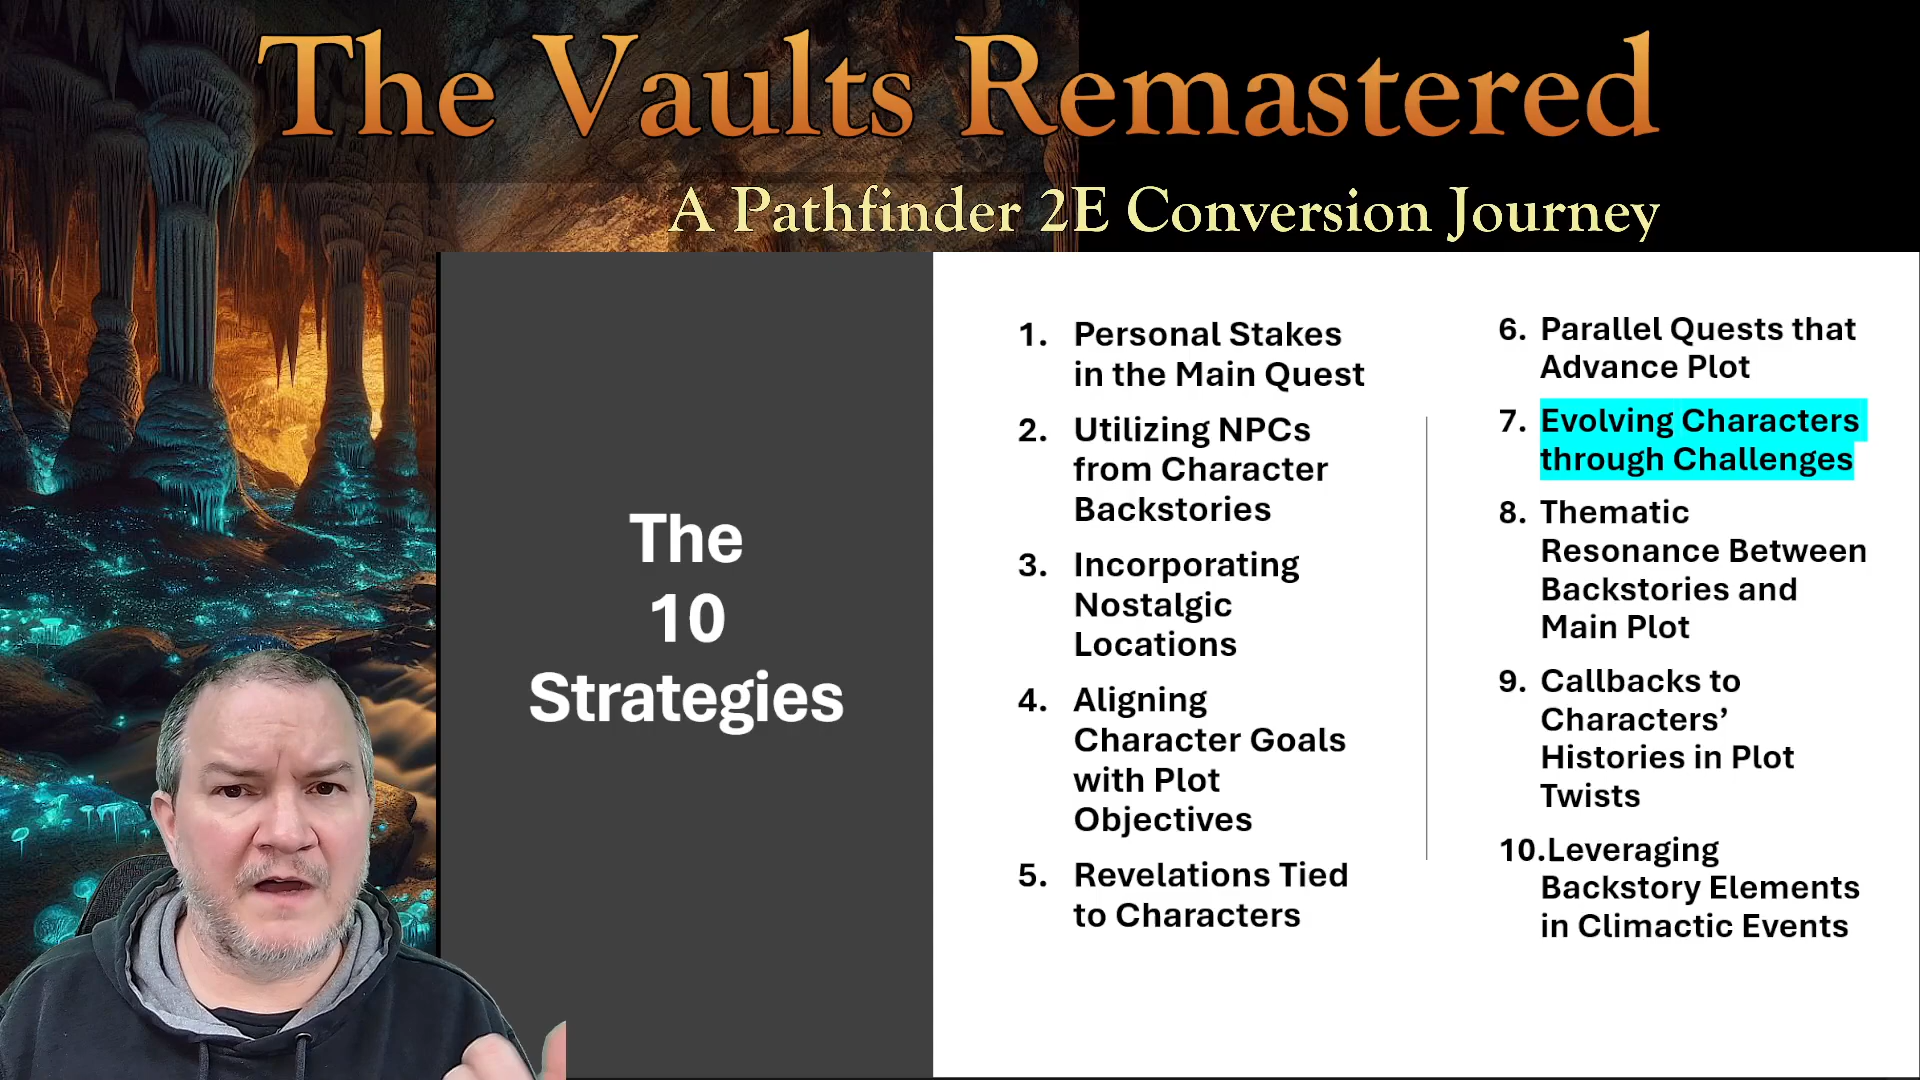 The Vaults Remastered
A Pathfinder 2E Conversion Journey
The
10
Strategies
1. Personal Stakes
in the Main Quest
2. Utilizing NPCs
from Character
Backstories
3. Incorporating
Nostalgic
Locations
4. Aligning
Character Goals
with Plot
Objectives
5. Revelations Tied
to Characters
6. Parallel Quests that
Advance Plot
7. Evolving Characters
through Challenges
8. Thematic
Resonance Between
Backstories and
Main Plot
9. Callbacks to
Characters’
Histories in Plot
Twists
10.Leveraging
Backstory Elements
in Climactic Events